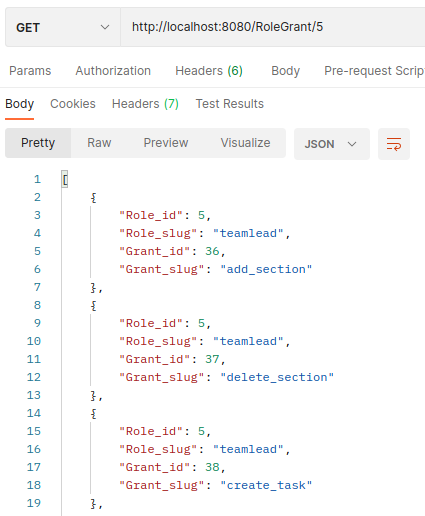 GET http://localhost:8080/RoleGrant/5
Params Authorization Headers (6) Body Pre-request Scrip
Body Cookies Headers (7) Test Results
Pretty Raw Preview Visualize JSON
1 [
2 {
3 "Role_id": 5,
4 "Role_slug": "teamlead",
5 "Grant_id": 36,
6 "Grant_slug": "add_section"
7 },
8 {
9 "Role_id": 5,
10 "Role_slug": "teamlead",
11 "Grant_id": 37,
12 "Grant_slug": "delete_section"
13 },
14 {
15 "Role_id": 5,
16 "Role_slug": "teamlead",
17 "Grant_id": 38,
18 "Grant_slug": "create_task"
19 },